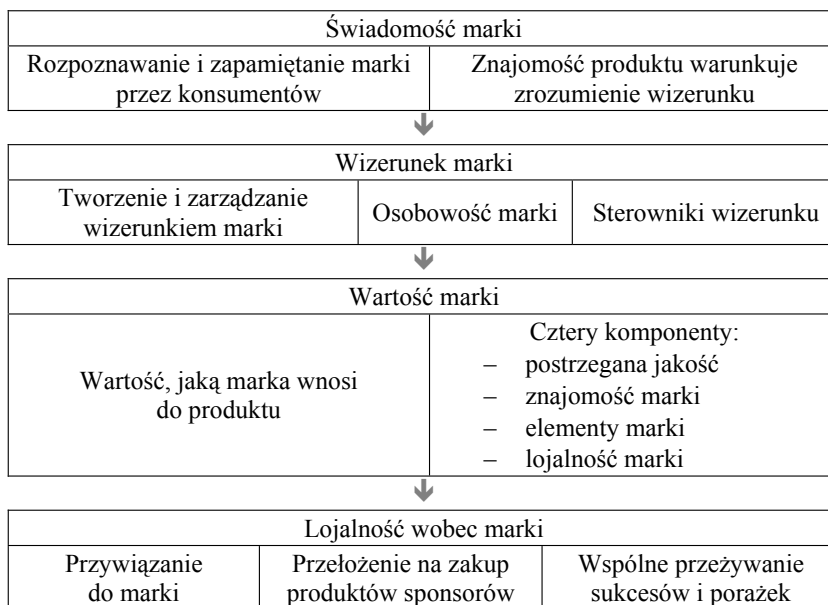 Świadomość marki
Rozpoznawanie i zapamiętanie marki
przez konsumentów
Znajomość produktu warunkuje
zrozumienie wizerunku
Wizerunek marki
Tworzenie i zarządzanie
wizerunkiem marki
Osobowość marki
Sterowniki wizerunku
Wartość marki
Wartość, jaką marka wnosi
do produktu
Cztery komponenty:
– postrzegana jakość
– znajomość marki
– elementy marki
– lojalność marki
Lojalność wobec marki
Przywiązanie
do marki
Przełożenie na zakup
produktów sponsorów
Wspólne przeżywanie
sukcesów i porażek